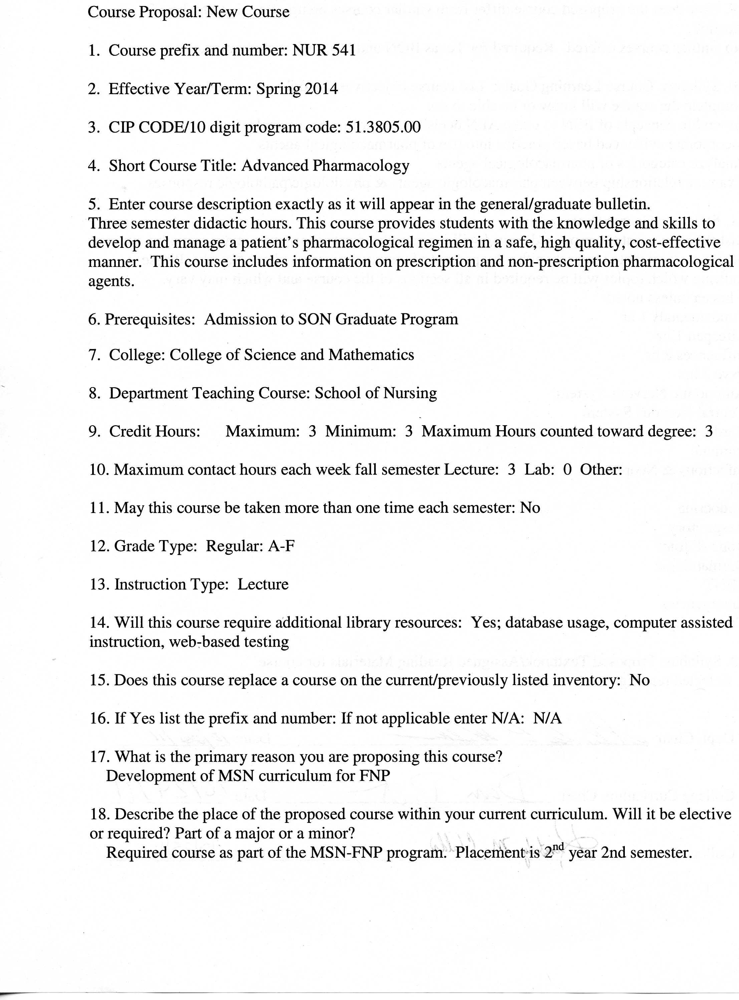 Course Proposal: New Course
1. Course prefix and number: NUR 541
2. Effective Year/Term: Spring 2014
3. CIP CODE/10 digit program code: 51.3805.00
4. Short Course Title: Advanced Pharmacology
5. Enter course description exactly as it will appear in the general/graduate bulletin.
Three semester didactic hours. This course provides students with the knowledge and skills to
develop and manage a patient's pharmacological regimen in a safe, high quality, cost-effective
manner. This course includes information on prescription and non-prescription pharmacological
agents.
6. Prerequisites: Admission to SON Graduate Program
7. College: College of Science and Mathematics
8. Department Teaching Course: School of Nursing
9. Credit Hours: Maximum: 3 Minimum: 3 Maximum Hours counted toward degree: 3
10. Maximum contact hours each week fall semester Lecture: 3 Lab: 0 Other:
11. May this course be taken more than one time each semester: No
12. Grade Type: Regular: A-F
13. Instruction Type: Lecture
14. Will this course require additional library resources: Yes; database usage, computer assisted
instruction, web-based testing
15. Does this course replace a course on the current/previously listed inventory: No
16. If Yes list the prefix and number: If not applicable enter N/A: N/A
17. What is the primary reason you are proposing this course?
Development of MSN curriculum for FNP
18. Describe the place of the proposed course within your current curriculum. Will it be elective
or required? Part of a major or a minor?
Required course as part of the MSN-FNP program. Placement is 2nd year 2nd semester.